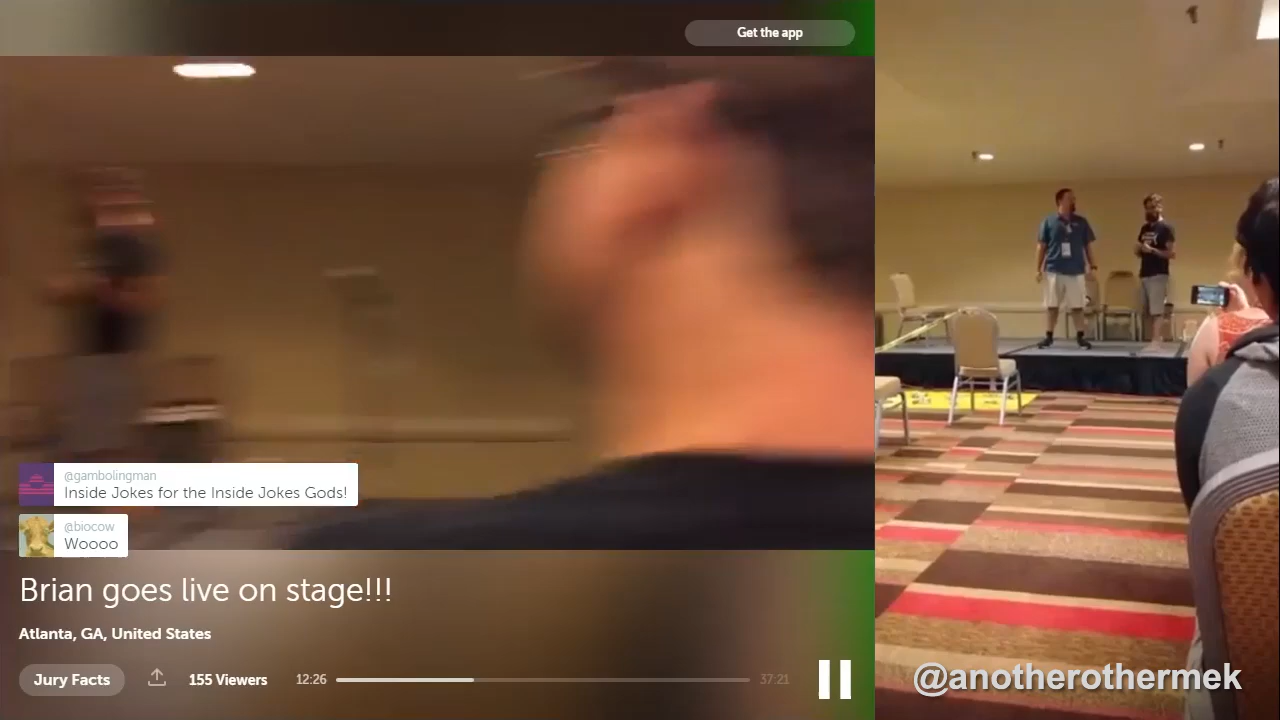 Get the app
@gambolingman
Inside Jokes for the Inside Jokes Gods!
@biocow
Woooo
Brian goes live on stage!!!
Atlanta, GA, United States
Jury Facts
155 Viewers
12:26
37:21
@anotherothermek